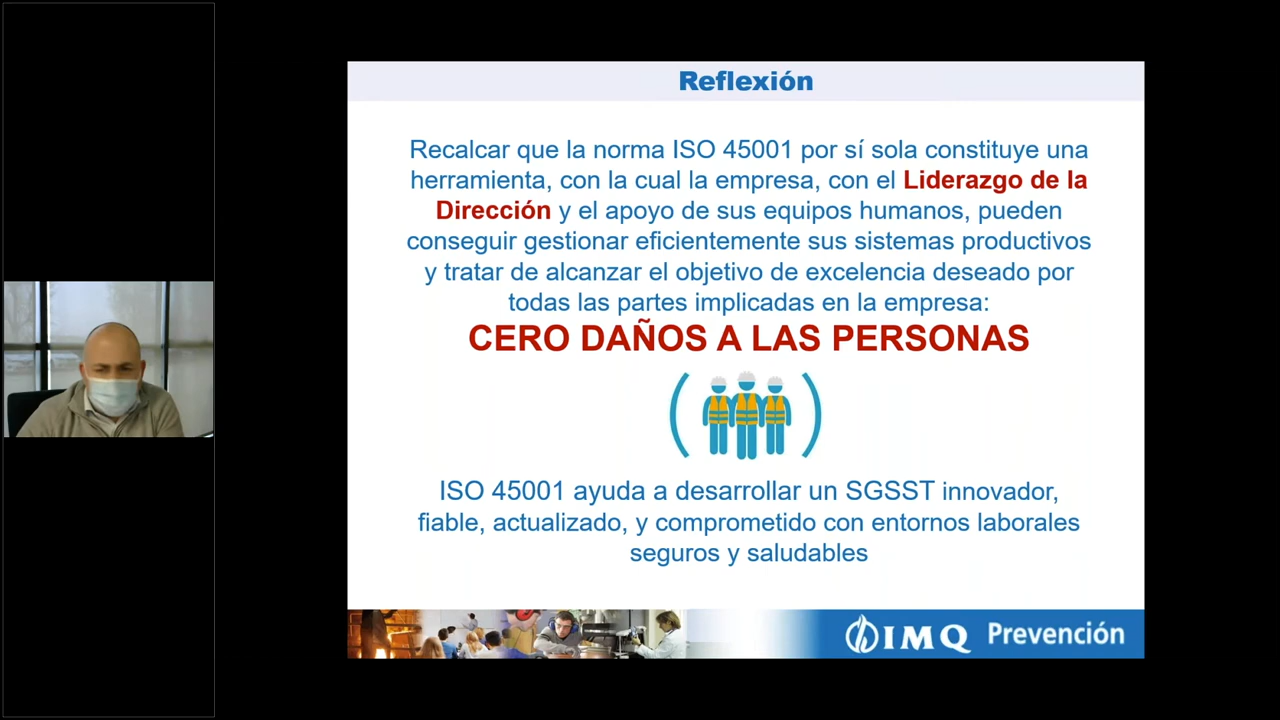 Reflexión
Recalcar que la norma ISO 45001 por sí sola constituye una
herramienta, con la cual la empresa, con el Liderazgo de la
Dirección y el apoyo de sus equipos humanos, pueden
conseguir gestionar eficientemente sus sistemas productivos
y tratar de alcanzar el objetivo de excelencia deseado por
todas las partes implicadas en la empresa:
CERO DAÑOS A LAS PERSONAS
ISO 45001 ayuda a desarrollar un SGSST innovador,
fiable, actualizado, y comprometido con entornos laborales
seguros y saludables
IMQ Prevención